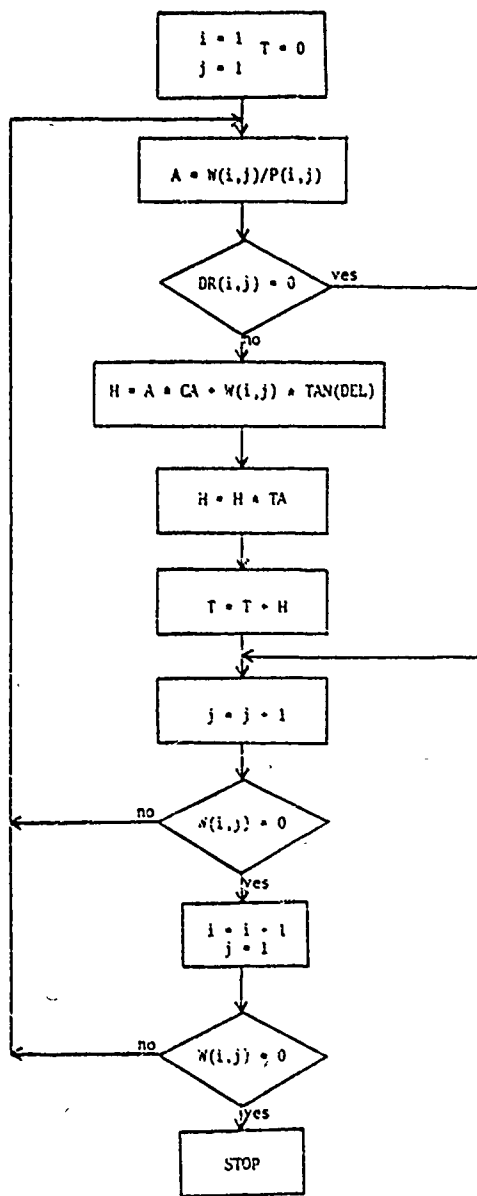 i = 1 T = 0
j = 1
A = W(i,j)/P(i,j)
DR(i,j) = 0
yes
no
H = A * CA + W(i,j) * TAN(DEL)
H = H * TA
T = T + H
j = j + 1
no
W(i,j) = 0
yes
i = i + 1
j = 1
no
W(i,j) = 0
yes
STOP